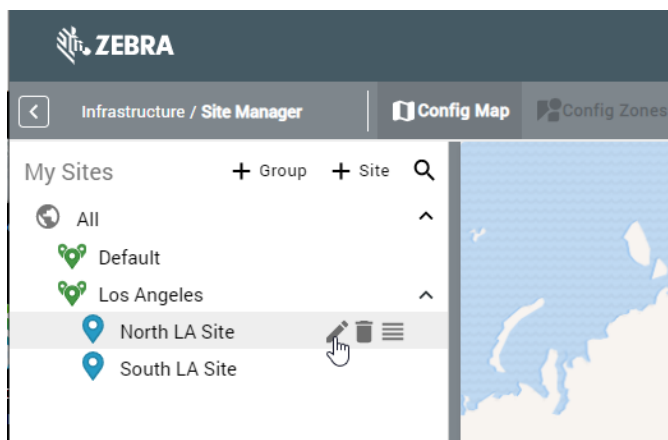 ZEBRA
Infrastructure / Site Manager
Config Map
Config Zones
My Sites
+ Group
+ Site
All
Default
Los Angeles
North LA Site
South LA Site